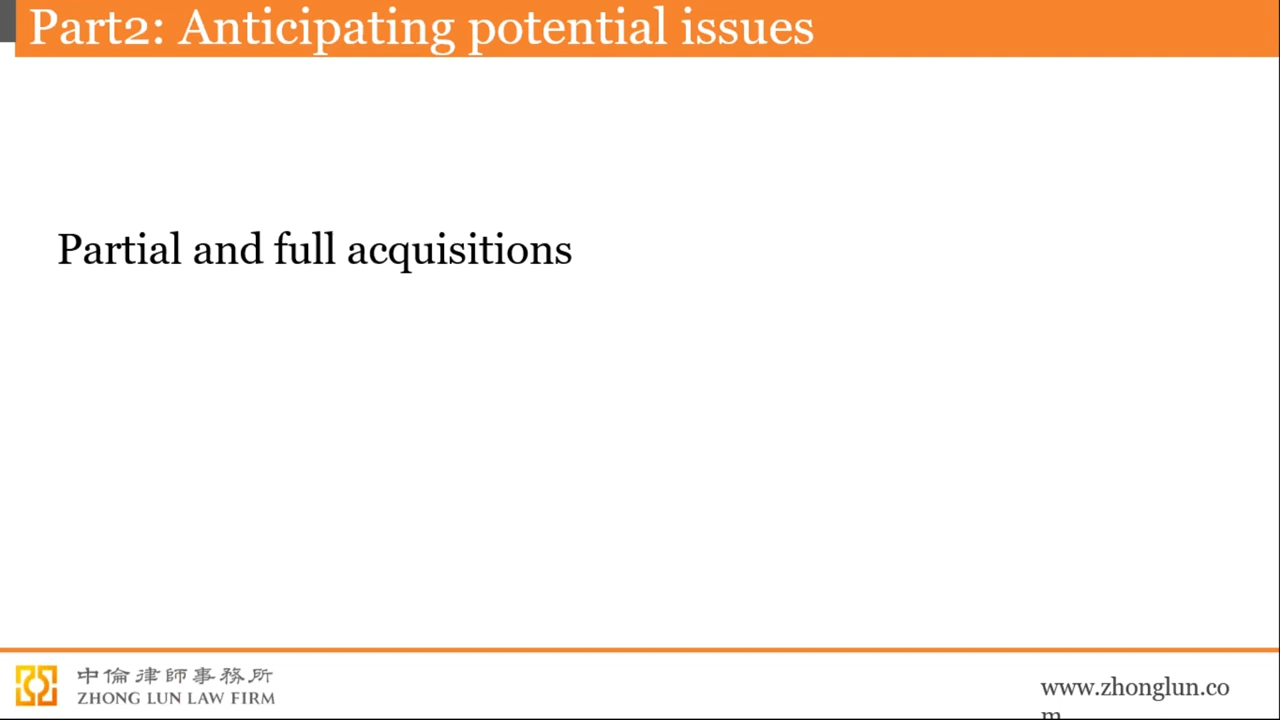 Part2: Anticipating potential issues
Partial and full acquisitions
中倫律師事務所
ZHONG LUN LAW FIRM
www.zhonglun.co
m